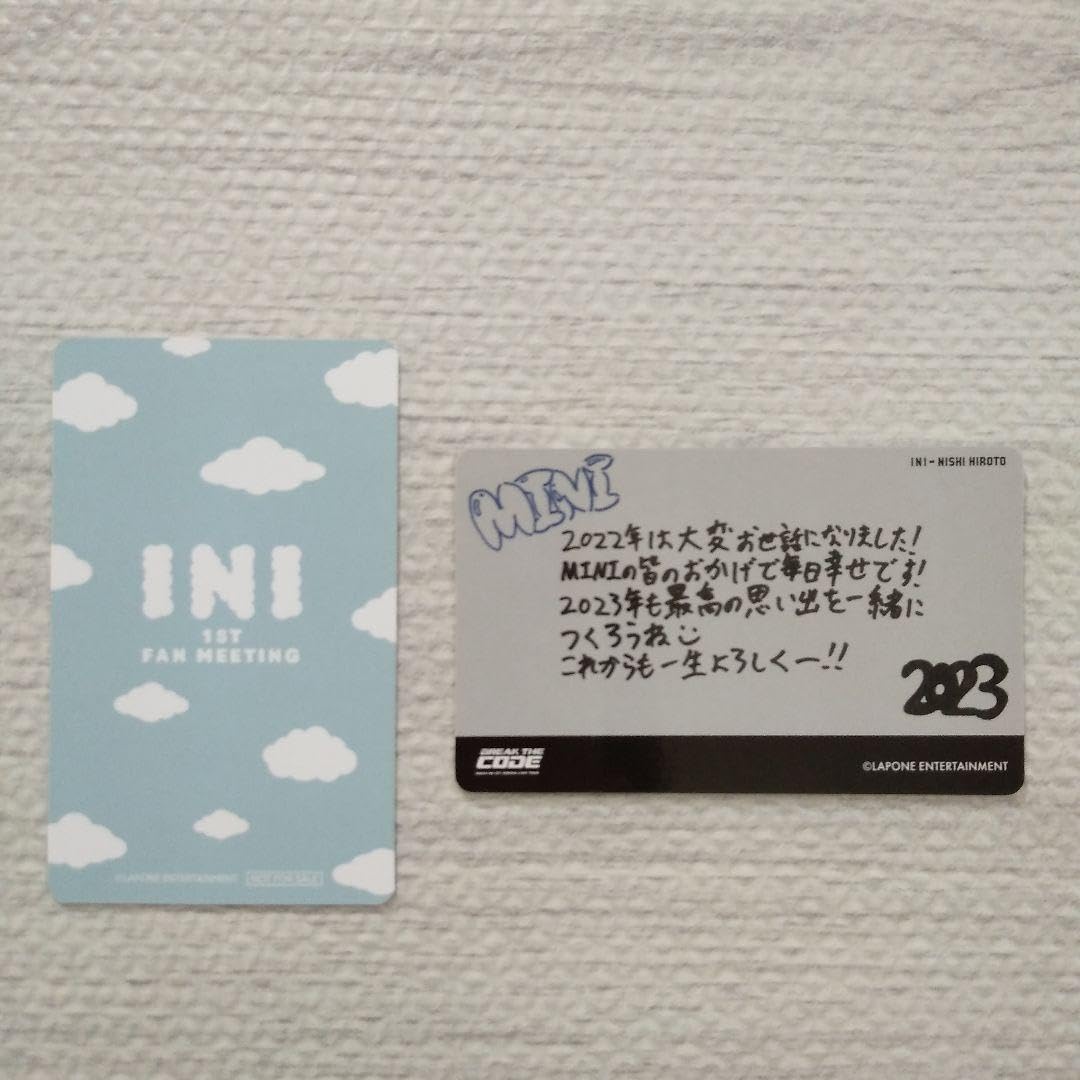 INI
1ST
FAN MEETING
©LAPONE ENTERTAINMENT NOT FOR SALE
INI-NISHI HIROTO
MINI
2022年は大変お世話になりました!
MINIの皆のおかげで毎日幸せです!
2023年も最高の思い出を一緒に
つくろうね
これからも一生よろしくー!!
2023
BREAK THE
CODE
©LAPONE ENTERTAINMENT